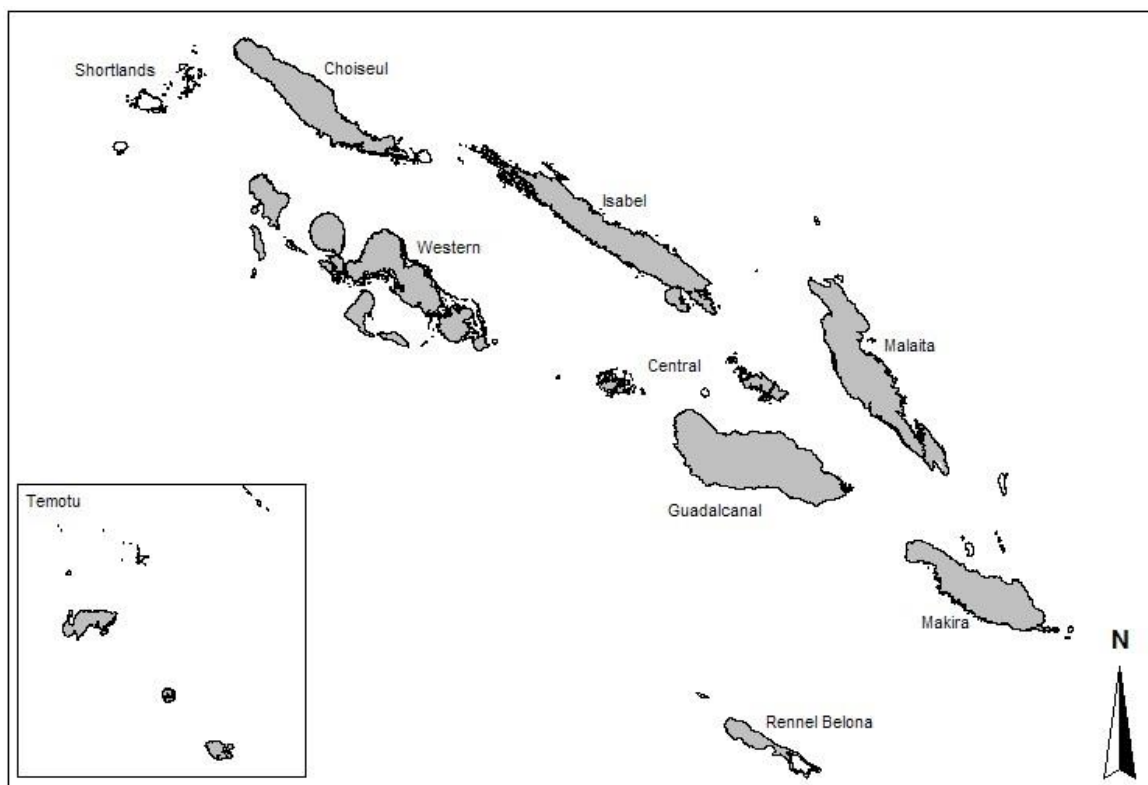 Shortlands
Choiseul
Isabel
Western
Malaita
Central
Guadalcanal
Temotu
Makira
N
Rennel Belona